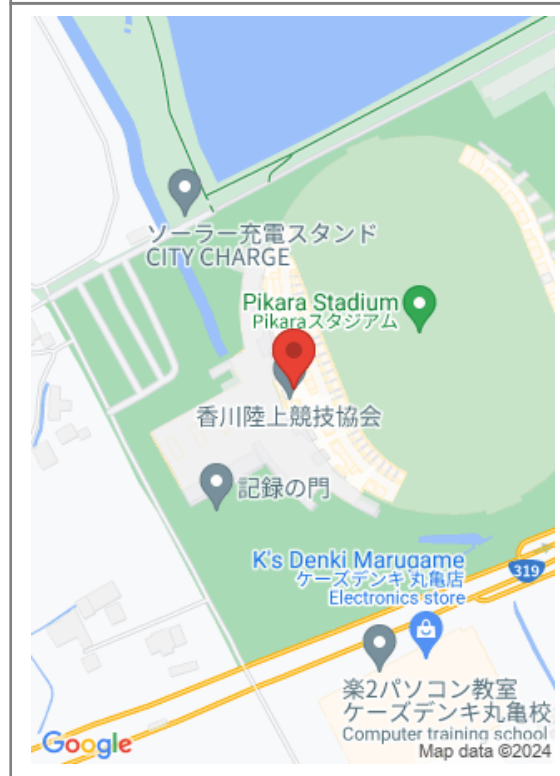 ソーラー充電スタンド
CITY CHARGE
Pikara Stadium
Pikaraスタジアム
香川陸上競技協会
記録の門
K's Denki Marugame
ケーズデンキ 丸亀店
Electronics store
319
楽2パソコン教室
ケーズデンキ丸亀校
Computer training school
Google
Map data ©2024